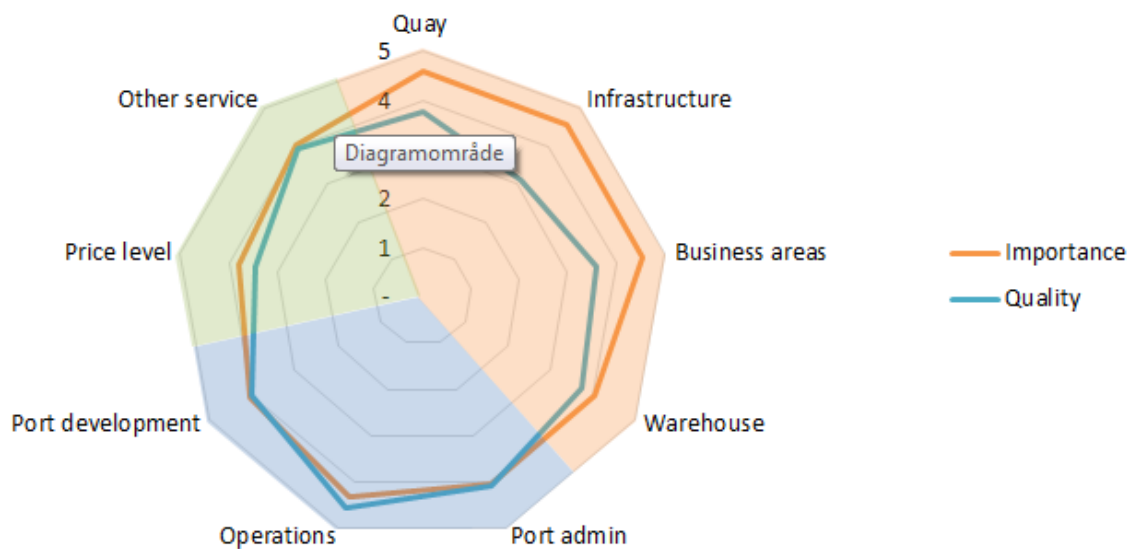 Quay
5
Other service
4
Infrastructure
Diagramområde
2
Price level
1
Business areas
Importance
-
Quality
Port development
Warehouse
Operations
Port admin